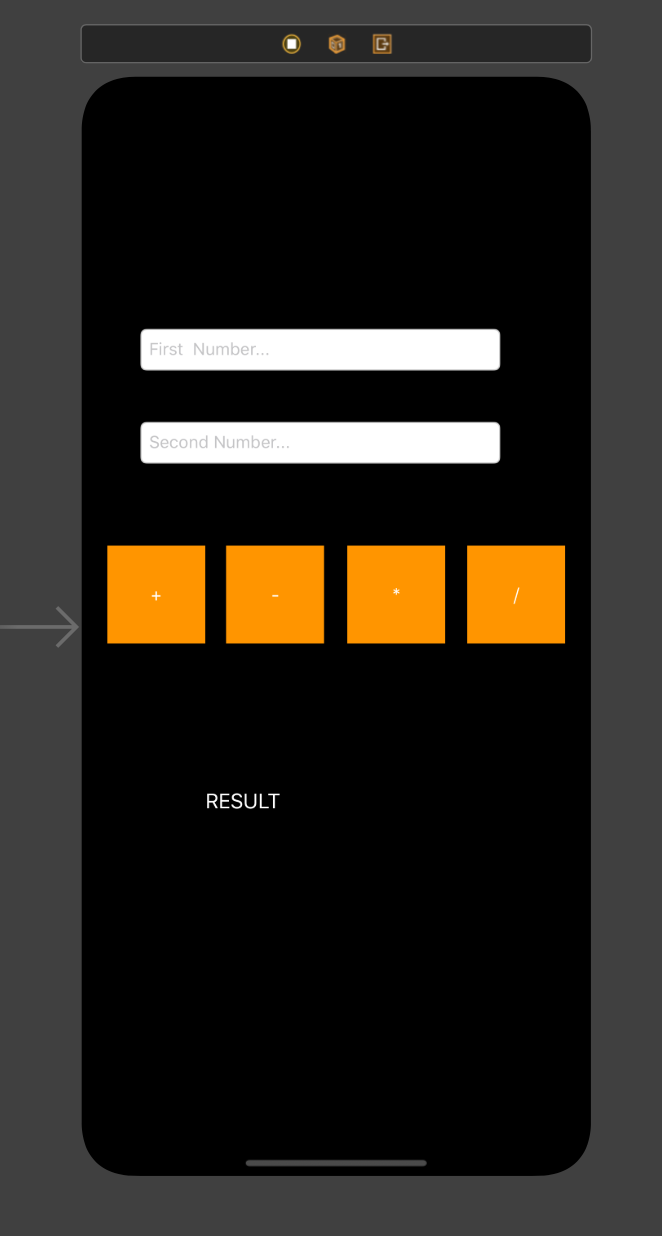 First  Number...
Second Number...
+ - * /
RESULT